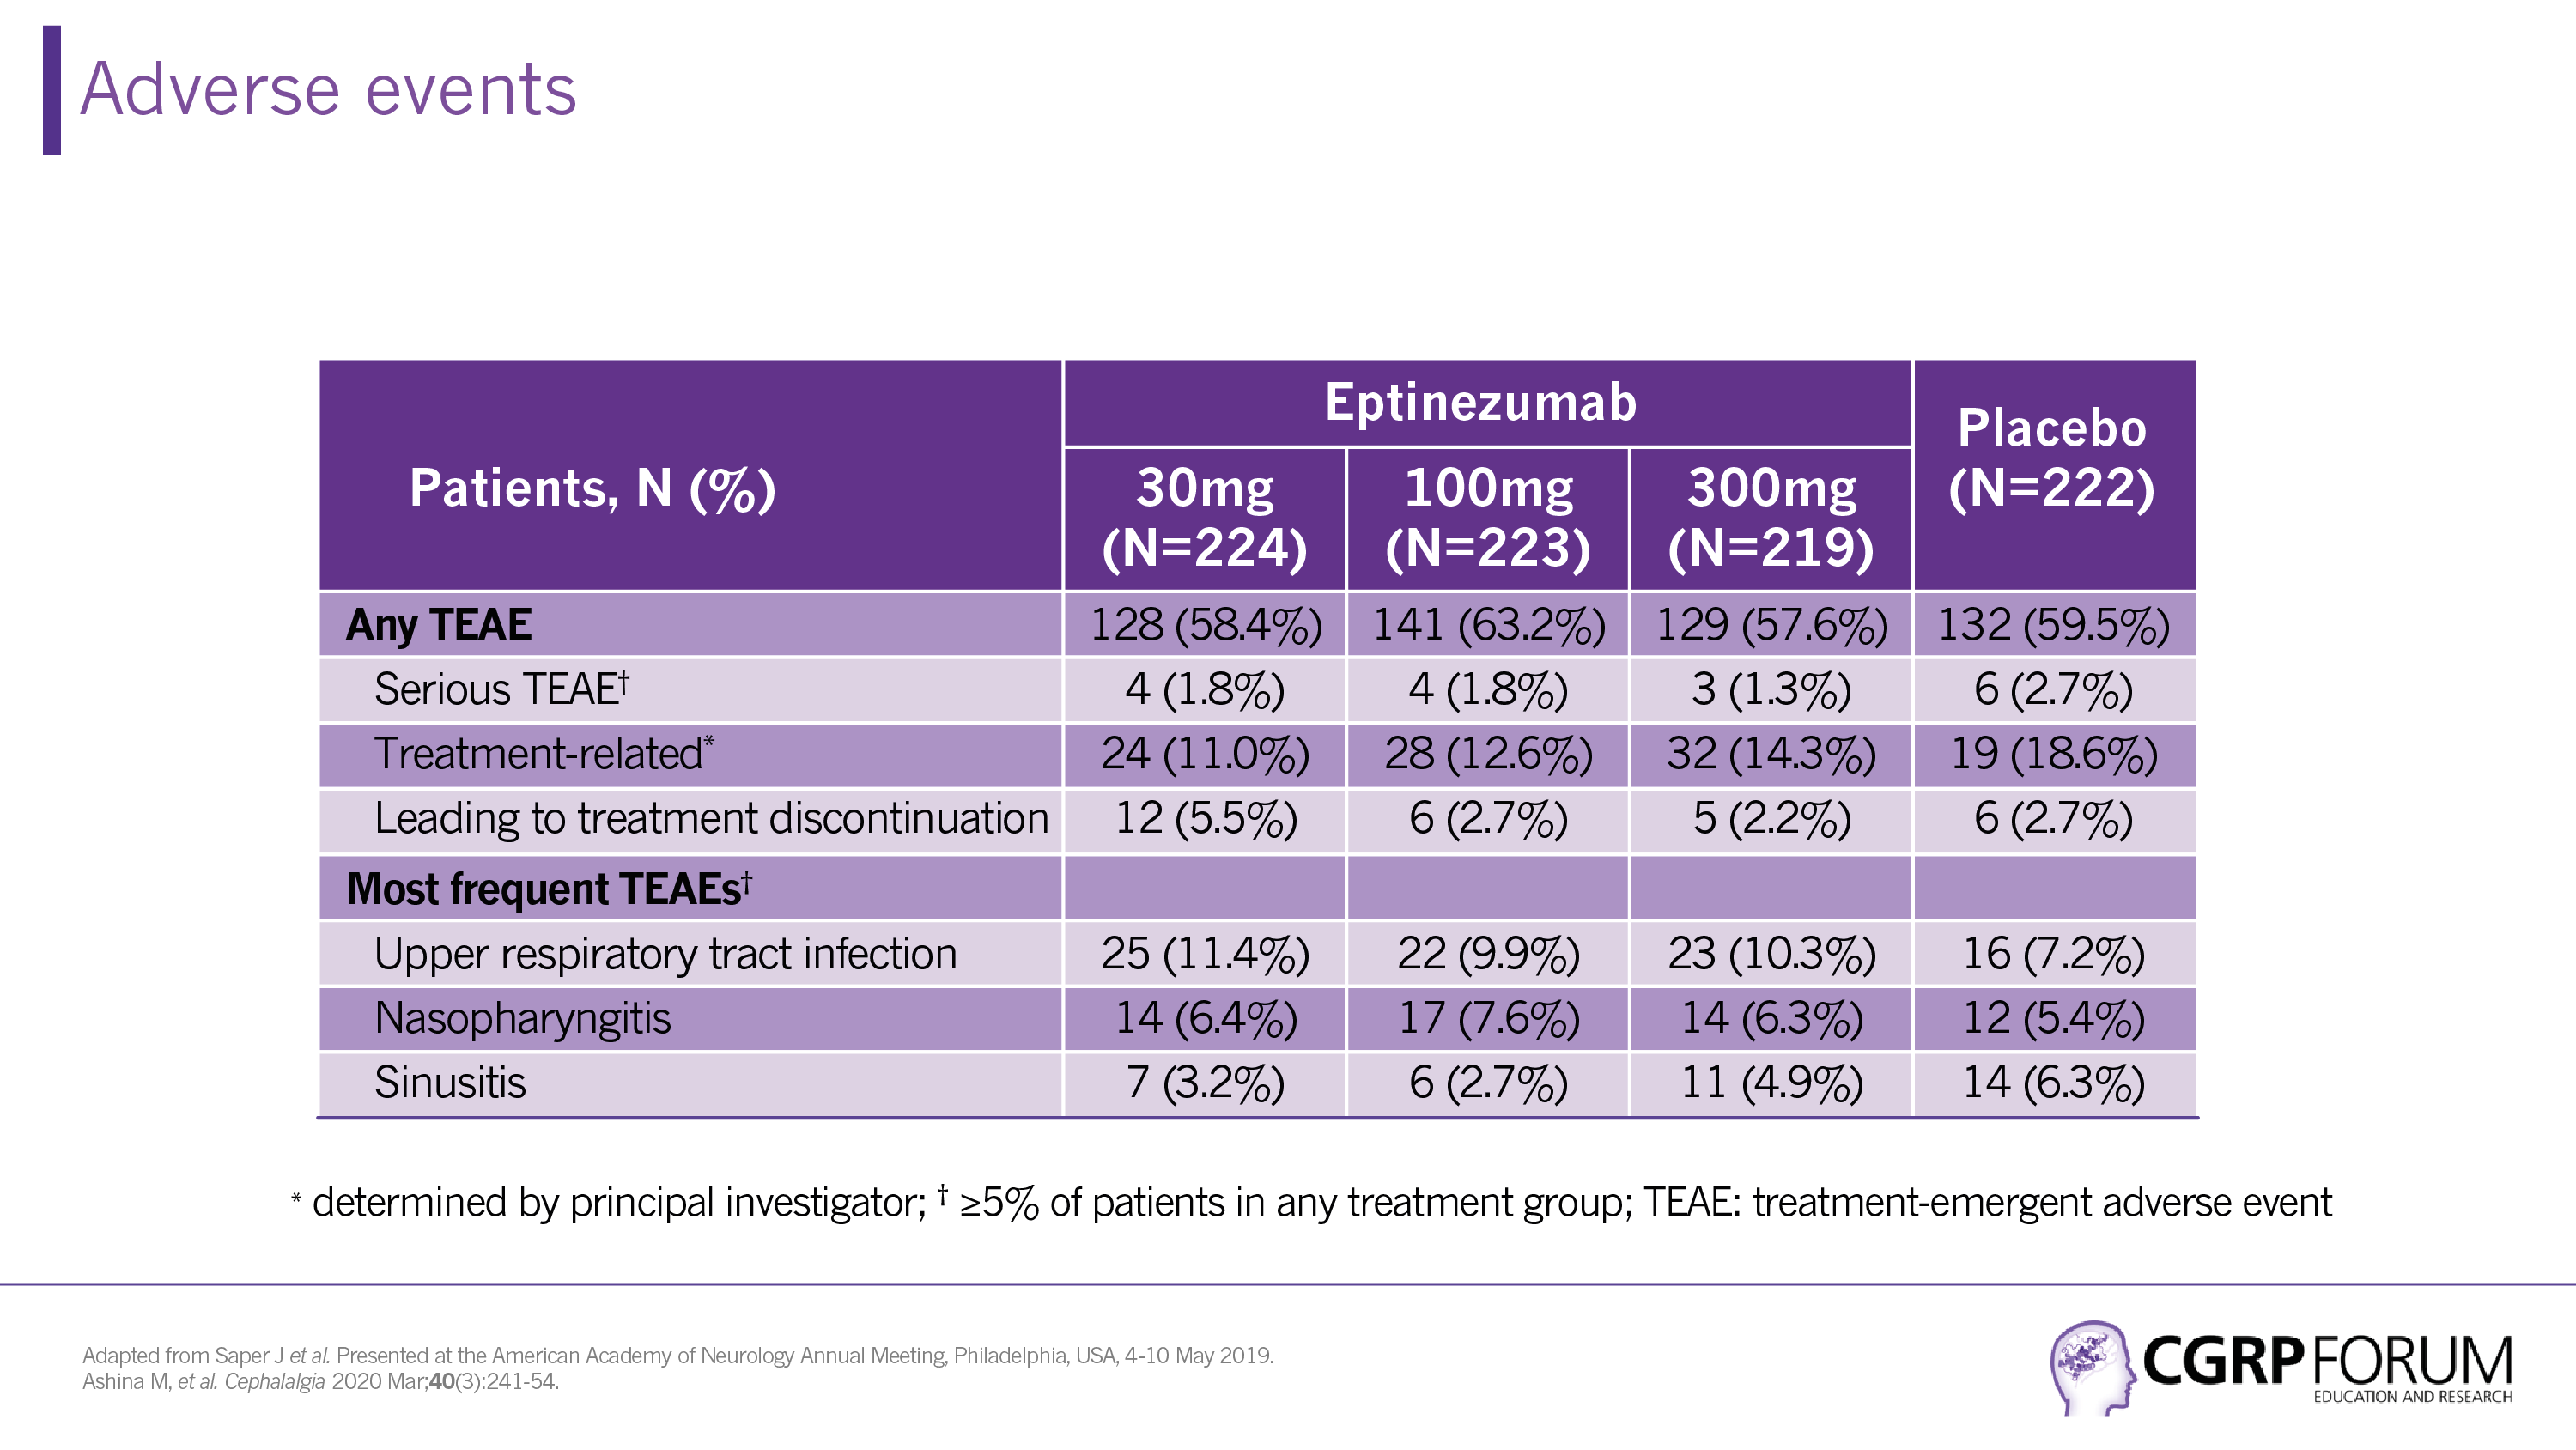 Adverse events
Patients, N (%)
Eptinezumab
Placebo
(N=222)
30mg
(N=224)
100mg
(N=223)
300mg
(N=219)
Any TEAE 128 (58.4%) 141 (63.2%) 129 (57.6%) 132 (59.5%)
Serious TEAE† 4 (1.8%) 4 (1.8%) 3 (1.3%) 6 (2.7%)
Treatment-related* 24 (11.0%) 28 (12.6%) 32 (14.3%) 19 (18.6%)
Leading to treatment discontinuation 12 (5.5%) 6 (2.7%) 5 (2.2%) 6 (2.7%)
Most frequent TEAEs†
Upper respiratory tract infection 25 (11.4%) 22 (9.9%) 23 (10.3%) 16 (7.2%)
Nasopharyngitis 14 (6.4%) 17 (7.6%) 14 (6.3%) 12 (5.4%)
Sinusitis 7 (3.2%) 6 (2.7%) 11 (4.9%) 14 (6.3%)
* determined by principal investigator; † ≥5% of patients in any treatment group; TEAE: treatment-emergent adverse event
Adapted from Saper J et al. Presented at the American Academy of Neurology Annual Meeting, Philadelphia, USA, 4-10 May 2019.
Ashina M, et al. Cephalalgia 2020 Mar;40(3):241-54.
CGRP FORUM
EDUCATION AND RESEARCH